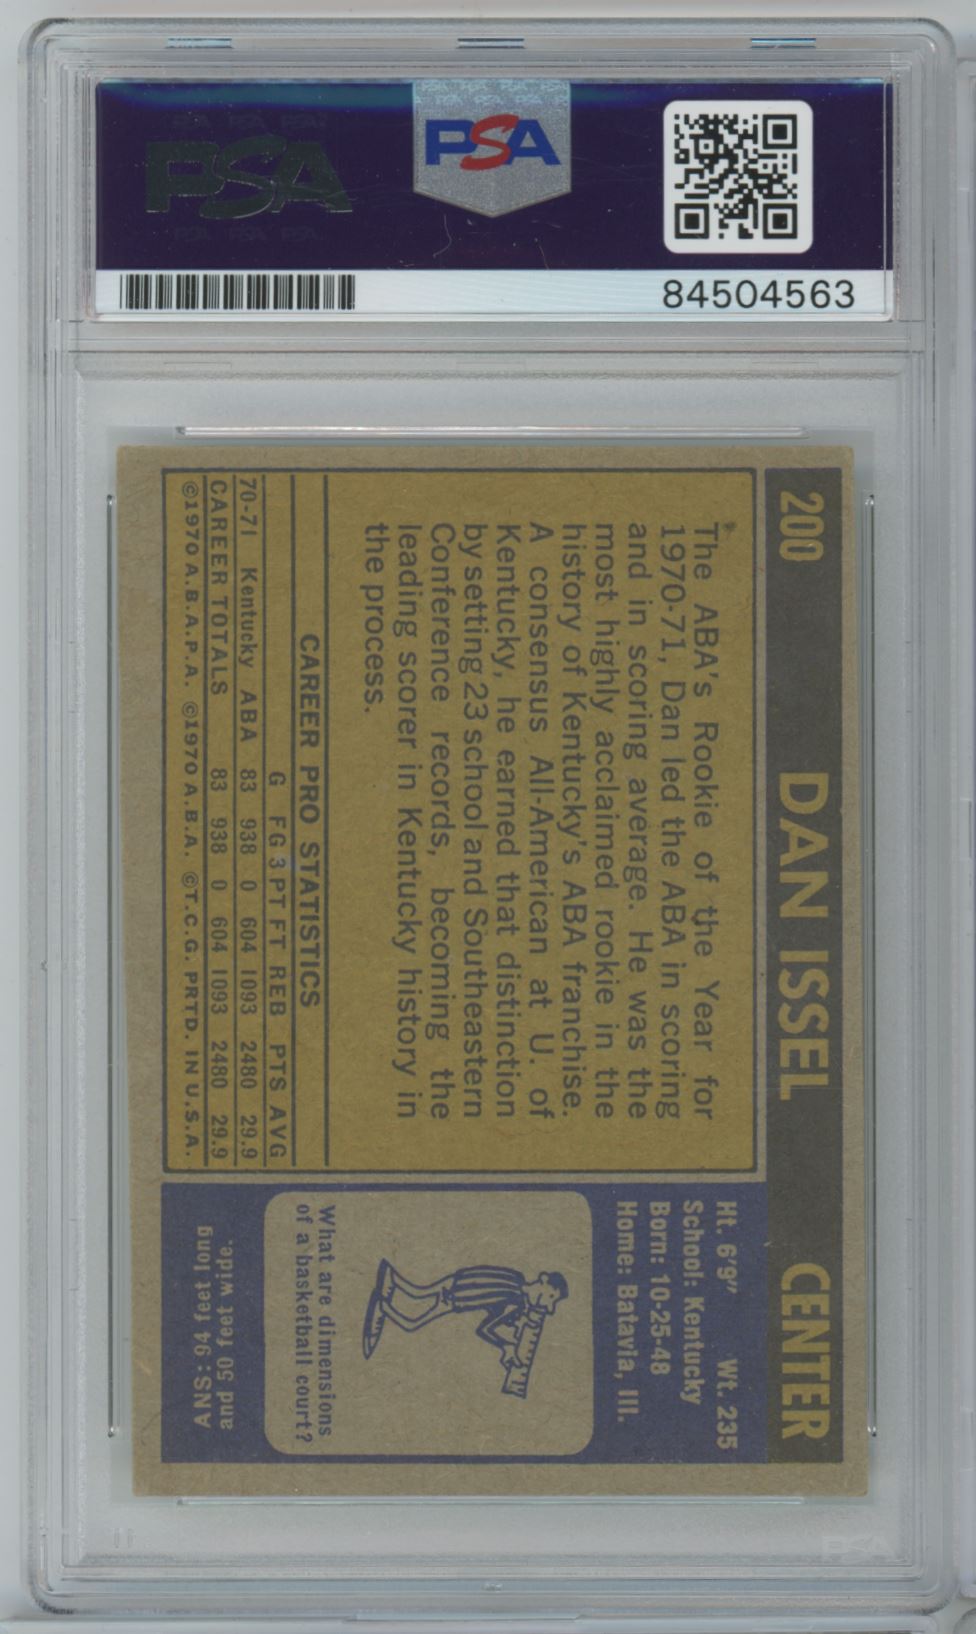 PSA
PSA
84504563
200 DAN ISSEL CENTER
The ABA's Rookie of the Year for
1970-71, Dan led the ABA in scoring
and in scoring average. He was the
most highly acclaimed rookie in the
history of Kentucky's ABA franchise.
A consensus All-American at U. of
Kentucky, he earned that distinction
by setting 23 school and Southeastern
Conference records, becoming the
leading scorer in Kentucky history in
the process.
CAREER PRO STATISTICS
G FG 3PT FT REB PTS AVG
70-71 Kentucky ABA 83 938 0 604 1093 2480 29.9
CAREER TOTALS 83 938 0 604 1093 2480 29.9
©1970 A.B.A.P.A. ©1970 A.B.A. ©T.C.G. PRTD. IN U.S.A.
Ht. 6'9" Wt. 235
School: Kentucky
Born: 10-25-48
Home: Batavia, Ill.
What are dimensions
of a basketball court?
ANS: 94 feet long
and 50 feet wide.
PSA